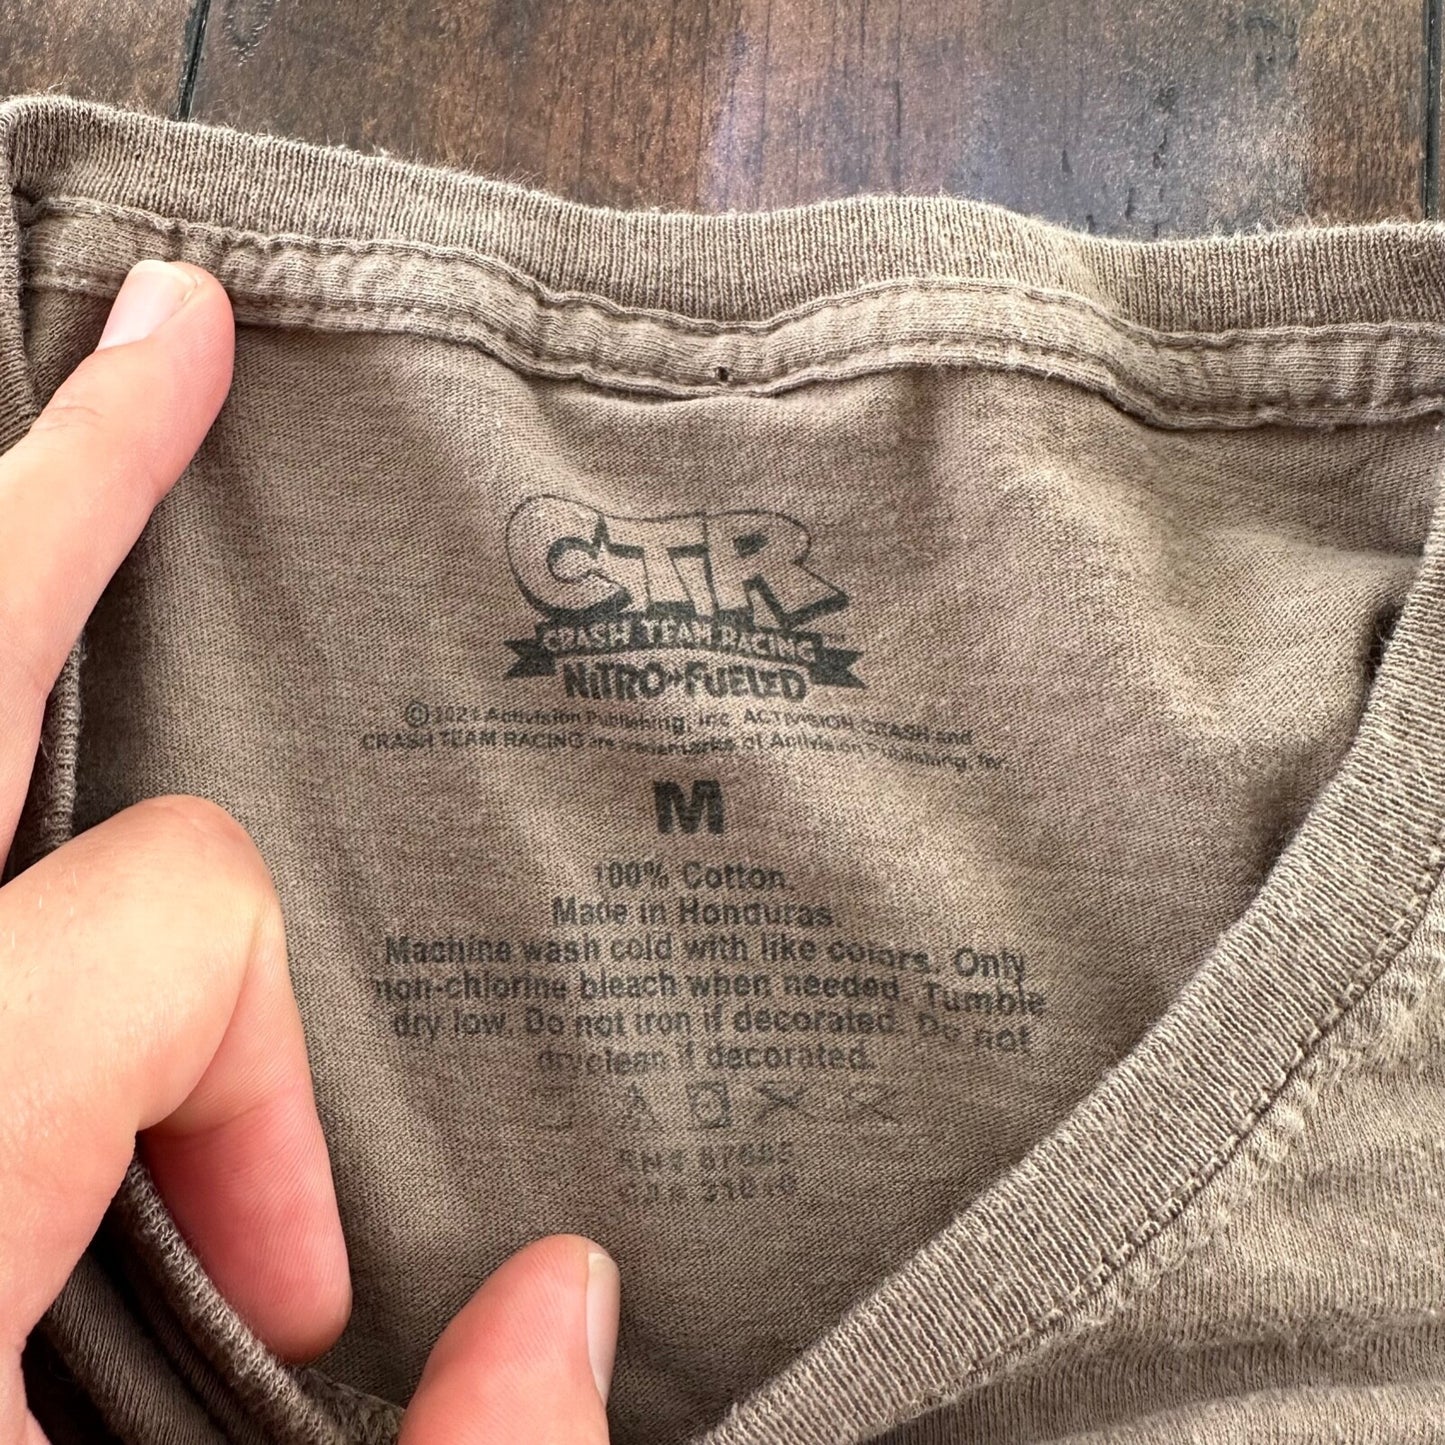 CTR
CRASH TEAM RACING
NITRO-FUELED
© 2021 Activision Publishing, Inc. ACTIVISION, CRASH and
CRASH TEAM RACING are trademarks of Activision Publishing, Inc.
M
100% Cotton.
Made in Honduras.
Machine wash cold with like colors. Only
non-chlorine bleach when needed. Tumble
dry low. Do not iron if decorated. Do not
dryclean if decorated.